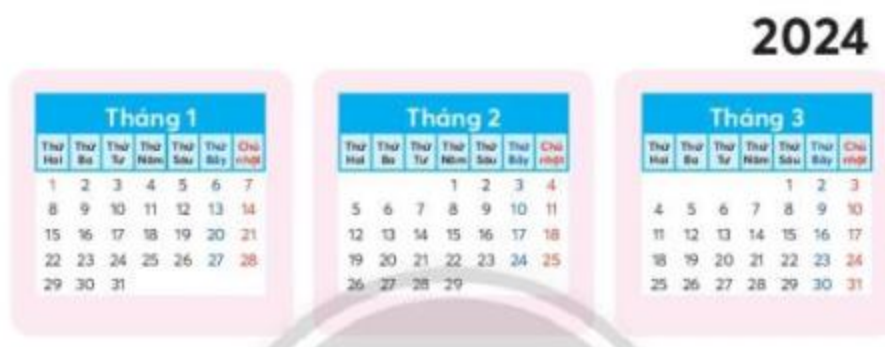 2024
Tháng 1
Thứ Hai Thứ Ba Thứ Tư Thứ Năm Thứ Sáu Thứ Bảy Chủ nhật
1 2 3 4 5 6 7
8 9 10 11 12 13 14
15 16 17 18 19 20 21
22 23 24 25 26 27 28
29 30 31
Tháng 2
Thứ Hai Thứ Ba Thứ Tư Thứ Năm Thứ Sáu Thứ Bảy Chủ nhật
1 2 3 4
5 6 7 8 9 10 11
12 13 14 15 16 17 18
19 20 21 22 23 24 25
26 27 28 29
Tháng 3
Thứ Hai Thứ Ba Thứ Tư Thứ Năm Thứ Sáu Thứ Bảy Chủ nhật
1 2 3
4 5 6 7 8 9 10
11 12 13 14 15 16 17
18 19 20 21 22 23 24
25 26 27 28 29 30 31